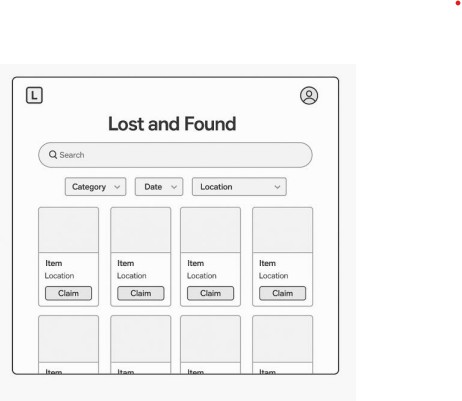 L
Lost and Found
Search
Category Date Location
Item Item Item Item
Location Location Location Location
Claim Claim Claim Claim
Item Item Item Item